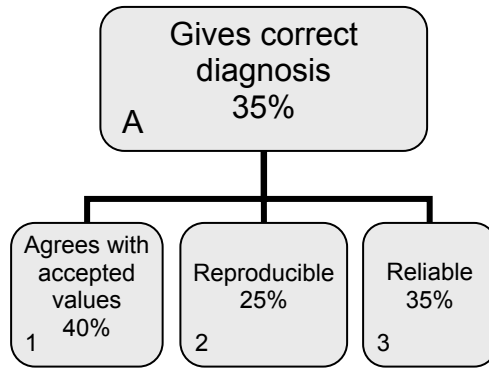 Gives correct
diagnosis
35%
A
Agrees with
accepted
values
40%
1
Reproducible
25%
2
Reliable
35%
3